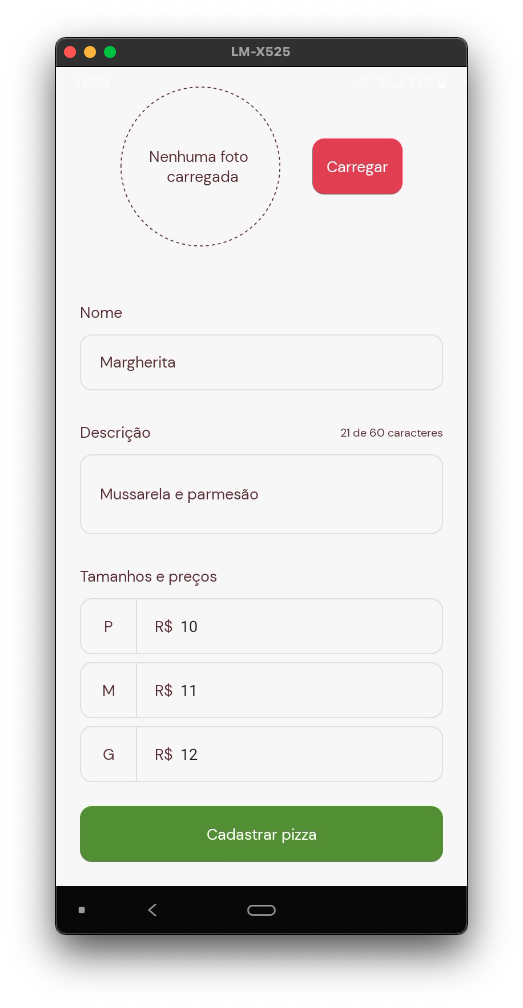 LM-X525
Nenhuma foto
carregada
Carregar
Nome
Margherita
Descrição
21 de 60 caracteres
Mussarela e parmesão
Tamanhos e preços
P R$ 10
M R$ 11
G R$ 12
Cadastrar pizza